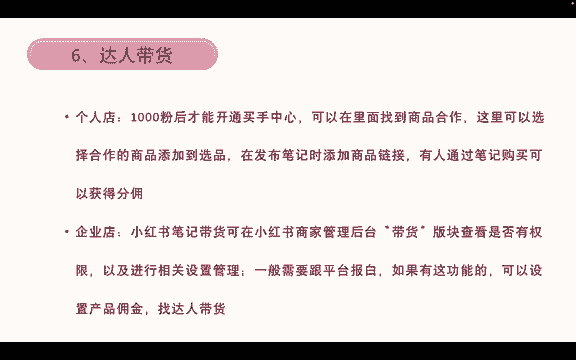 6、达人带货
• 个人店：1000粉后才能开通买手中心，可以在里面找到商品合作，这里可以选
择合作的商品添加到选品，在发布笔记时添加商品链接，有人通过笔记购买可
以获得分佣
• 企业店：小红书笔记带货可在小红书商家管理后台“带货”版块查看是否有权
限，以及进行相关设置管理；一般需要跟平台报白，如果有这功能的，可以设
置产品佣金，找达人带货